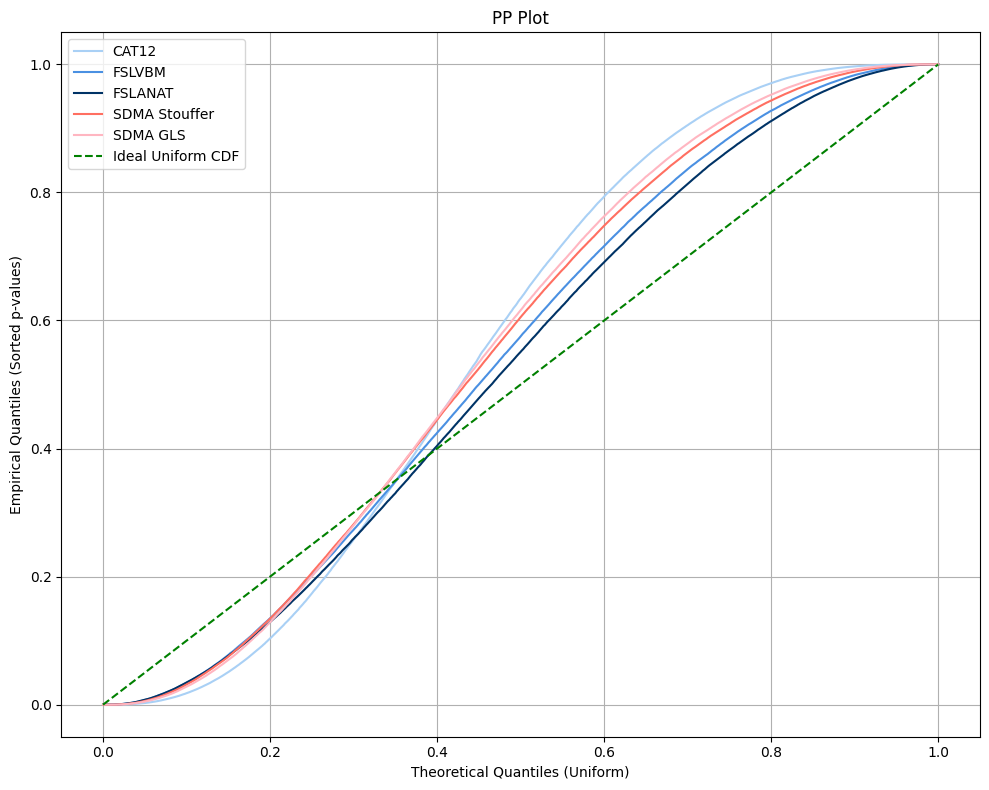 PP Plot
CAT12
FSLVBM
FSLANAT
SDMA Stouffer
SDMA GLS
Ideal Uniform CDF
Empirical Quantiles (Sorted p-values)
1.0
0.8
0.6
0.4
0.2
0.0
0.0 0.2 0.4 0.6 0.8 1.0
Theoretical Quantiles (Uniform)